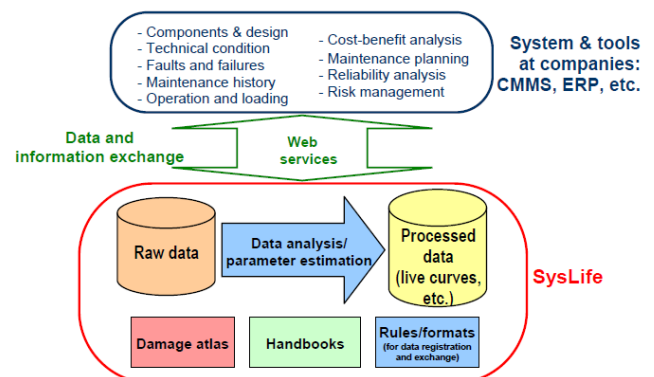 - Components & design
- Technical condition
- Faults and failures
- Maintenance history
- Operation and loading
- Cost-benefit analysis
- Maintenance planning
- Reliability analysis
- Risk management
System & tools
at companies:
CMMS, ERP, etc.
Data and
information exchange
Web
services
Raw data
Data analysis/
parameter estimation
Processed
data
(live curves,
etc.)
SysLife
Damage atlas
Handbooks
Rules/formats
(for data registration
and exchange)